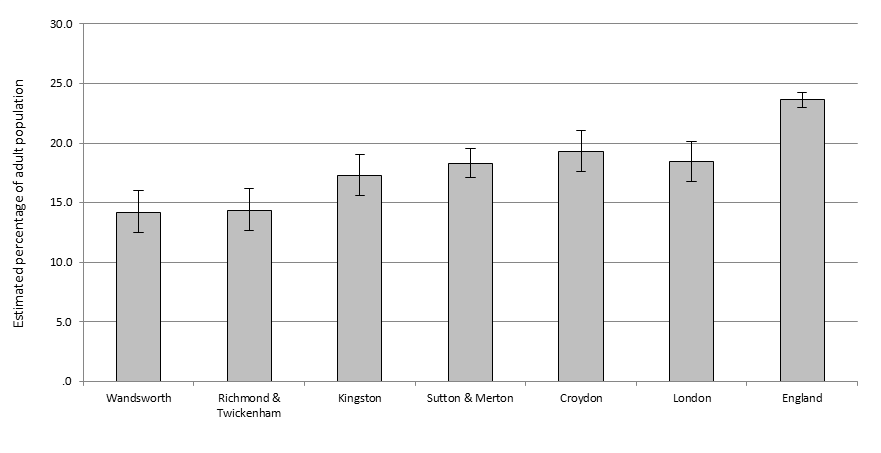 30.0
25.0
20.0
15.0
10.0
5.0
.0
Estimated percentage of adult population
Wandsworth
Richmond &
Twickenham
Kingston
Sutton & Merton
Croydon
London
England